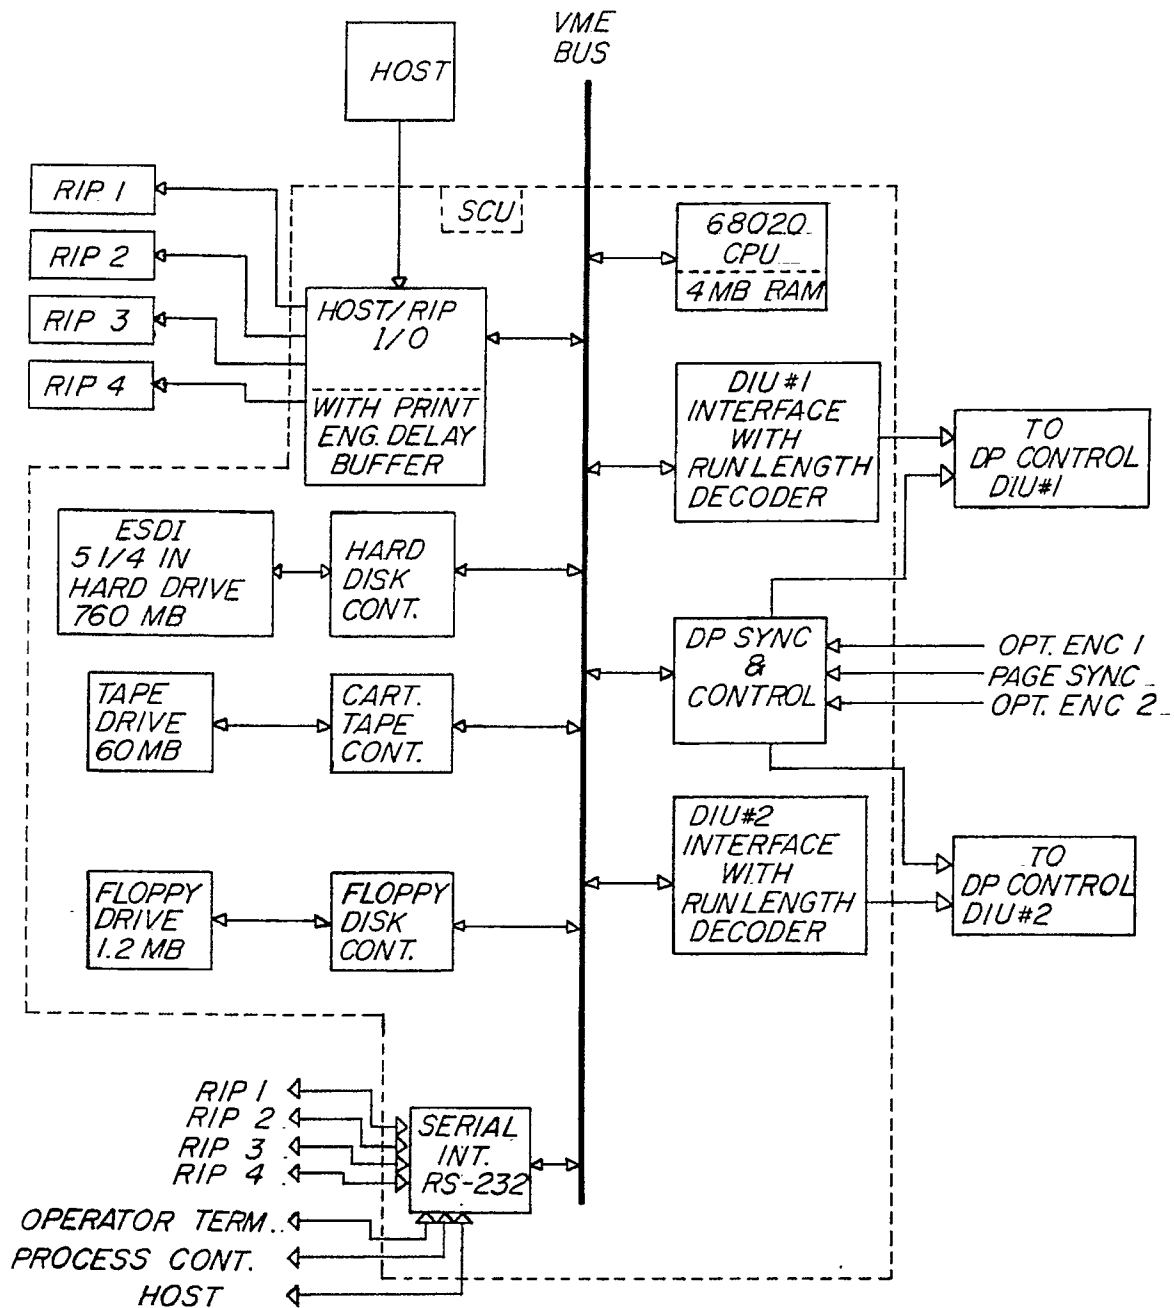 VME
BUS
HOST
RIP 1
RIP 2
RIP 3
RIP 4
SCU
HOST/RIP
I/O
WITH PRINT
ENG. DELAY
BUFFER
68020
CPU
4 MB RAM
DIU #1
INTERFACE
WITH
RUN LENGTH
DECODER
TO
DP CONTROL
DIU#1
ESDI
5 1/4 IN
HARD DRIVE
760 MB
HARD
DISK
CONT.
DP SYNC
&
CONTROL
OPT. ENC 1
PAGE SYNC
OPT. ENC 2
TAPE
DRIVE
60 MB
CART.
TAPE
CONT.
DIU#2
INTERFACE
WITH
RUN LENGTH
DECODER
TO
DP CONTROL
DIU#2
FLOPPY
DRIVE
1.2 MB
FLOPPY
DISK
CONT.
RIP 1
RIP 2
RIP 3
RIP 4
SERIAL
INT.
RS-232
OPERATOR TERM.
PROCESS CONT.
HOST